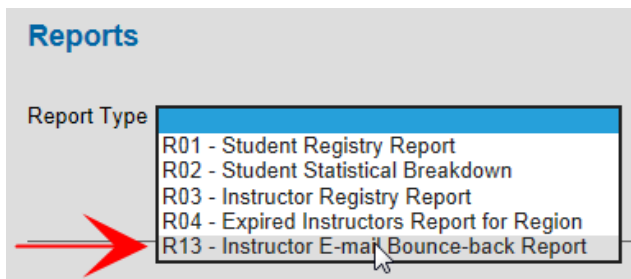 Reports
Report Type
R01 - Student Registry Report
R02 - Student Statistical Breakdown
R03 - Instructor Registry Report
R04 - Expired Instructors Report for Region
R13 - Instructor E-mail Bounce-back Report